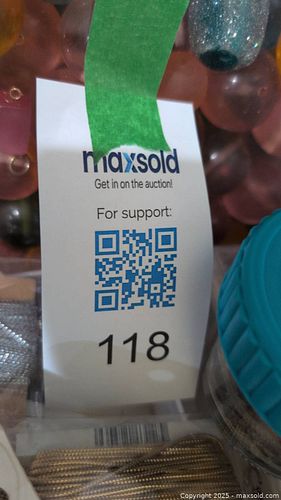 maxsold
Get in on the auction!
For support:
118
Copyright 2025 - maxsold.com